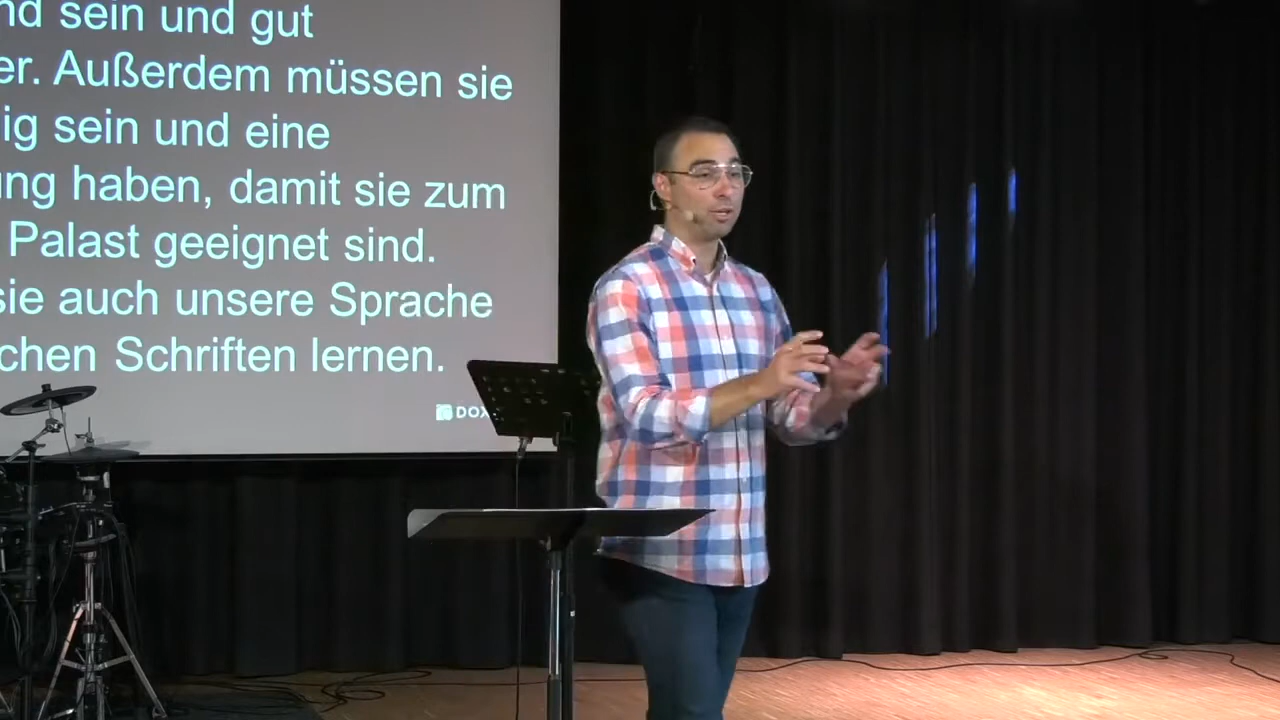 nd sein und gut
er. Außerdem müssen sie
ig sein und eine
ung haben, damit sie zum
Palast geeignet sind.
sie auch unsere Sprache
chen Schriften lernen.
DOX